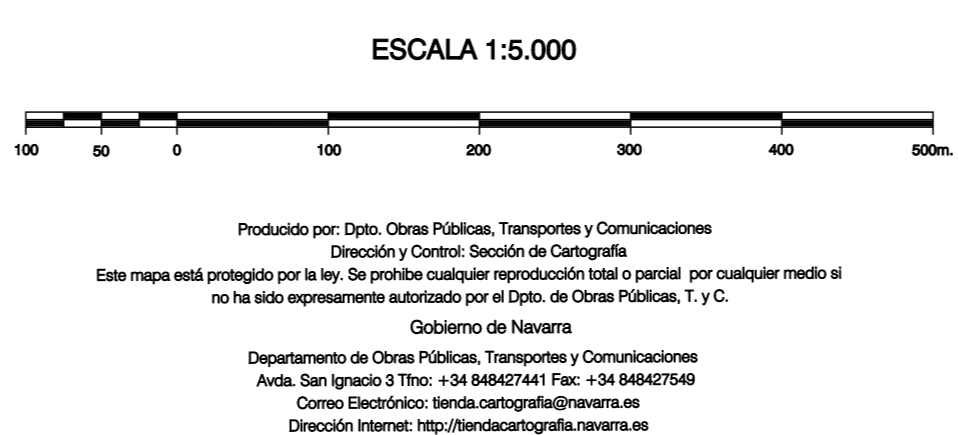 ESCALA 1:5.000
100 50 0 100 200 300 400 500m.
Producido por: Dpto. Obras Públicas, Transportes y Comunicaciones
Dirección y Control: Sección de Cartografía
Este mapa está protegido por la ley. Se prohibe cualquier reproducción total o parcial por cualquier medio si
no ha sido expresamente autorizado por el Dpto. de Obras Públicas, T. y C.
Gobierno de Navarra
Departamento de Obras Públicas, Transportes y Comunicaciones
Avda. San Ignacio 3 Tfno: +34 848427441 Fax: +34 848427549
Correo Electrónico: tienda.cartografia@navarra.es
Dirección Internet: http://tiendacartografia.navarra.es